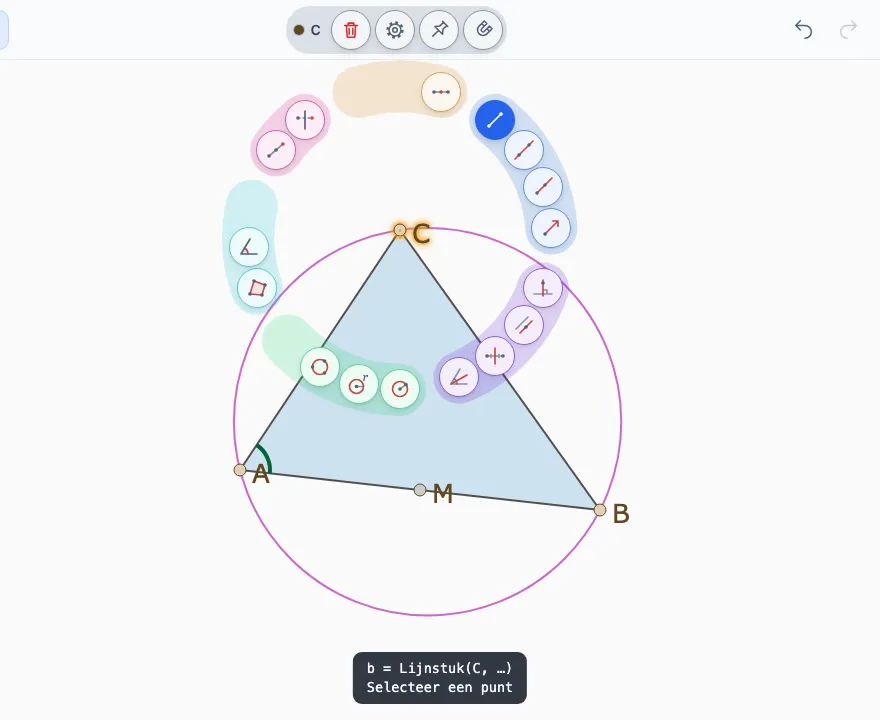 C
C
r
A
M
B
b = Lijnstuk(C, …)
Selecteer een punt